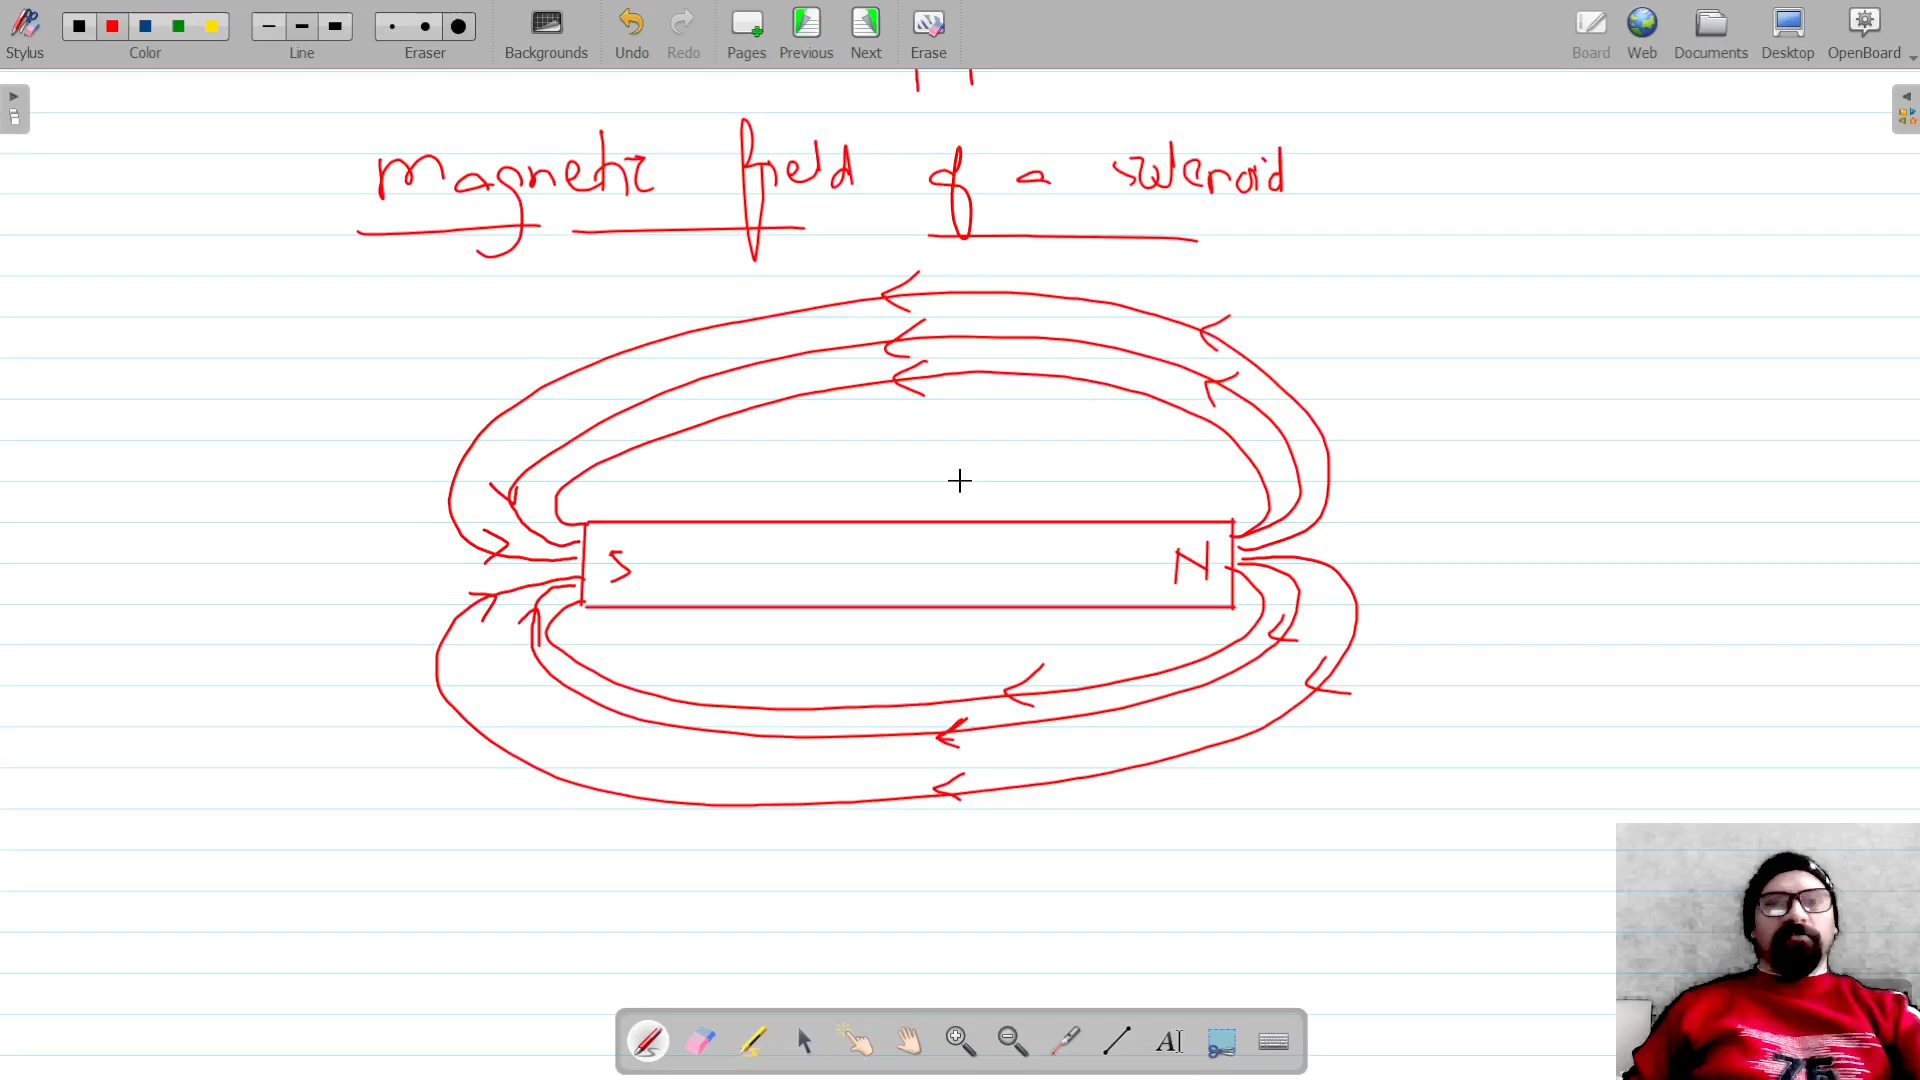 Stylus Color Line Eraser Backgrounds Undo Redo Pages Previous Next Erase Board Web Documents Desktop OpenBoard
magnetic field of a solenoid
S N
75